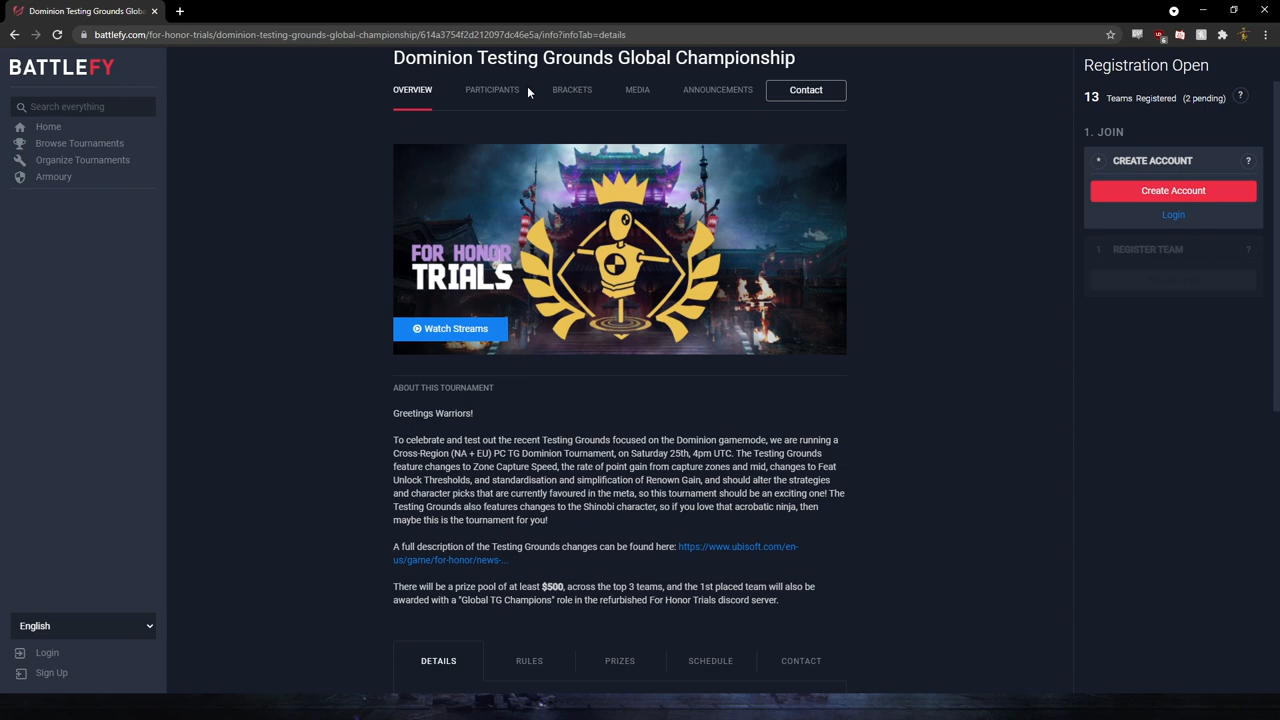 Dominion Testing Grounds Glob
battlefy.com/for-honor-trials/dominion-testing-grounds-global-championship/614a3754f2d212097dc46e5a/info?infoTab=details
BATTLEFY
Search everything
Home
Browse Tournaments
Organize Tournaments
Armoury
English
Login
Sign Up
Dominion Testing Grounds Global Championship
OVERVIEW PARTICIPANTS BRACKETS MEDIA ANNOUNCEMENTS Contact
FOR HONOR
TRIALS
Watch Streams
ABOUT THIS TOURNAMENT
Greetings Warriors!
To celebrate and test out the recent Testing Grounds focused on the Dominion gamemode, we are running a
Cross-Region (NA + EU) PC TG Dominion Tournament, on Saturday 25th, 4pm UTC. The Testing Grounds
feature changes to Zone Capture Speed, the rate of point gain from capture zones and mid, changes to Feat
Unlock Thresholds, and standardisation and simplification of Renown Gain, and should alter the strategies
and character picks that are currently favoured in the meta, so this tournament should be an exciting one! The
Testing Grounds also features changes to the Shinobi character, so if you love that acrobatic ninja, then
maybe this is the tournament for you!
A full description of the Testing Grounds changes can be found here: https://www.ubisoft.com/en-
us/game/for-honor/news-...
There will be a prize pool of at least $500, across the top 3 teams, and the 1st placed team will also be
awarded with a "Global TG Champions" role in the refurbished For Honor Trials discord server.
DETAILS RULES PRIZES SCHEDULE CONTACT
Registration Open
13 Teams Registered (2 pending) ?
1. JOIN
* CREATE ACCOUNT ?
Create Account
Login
1 REGISTER TEAM ?